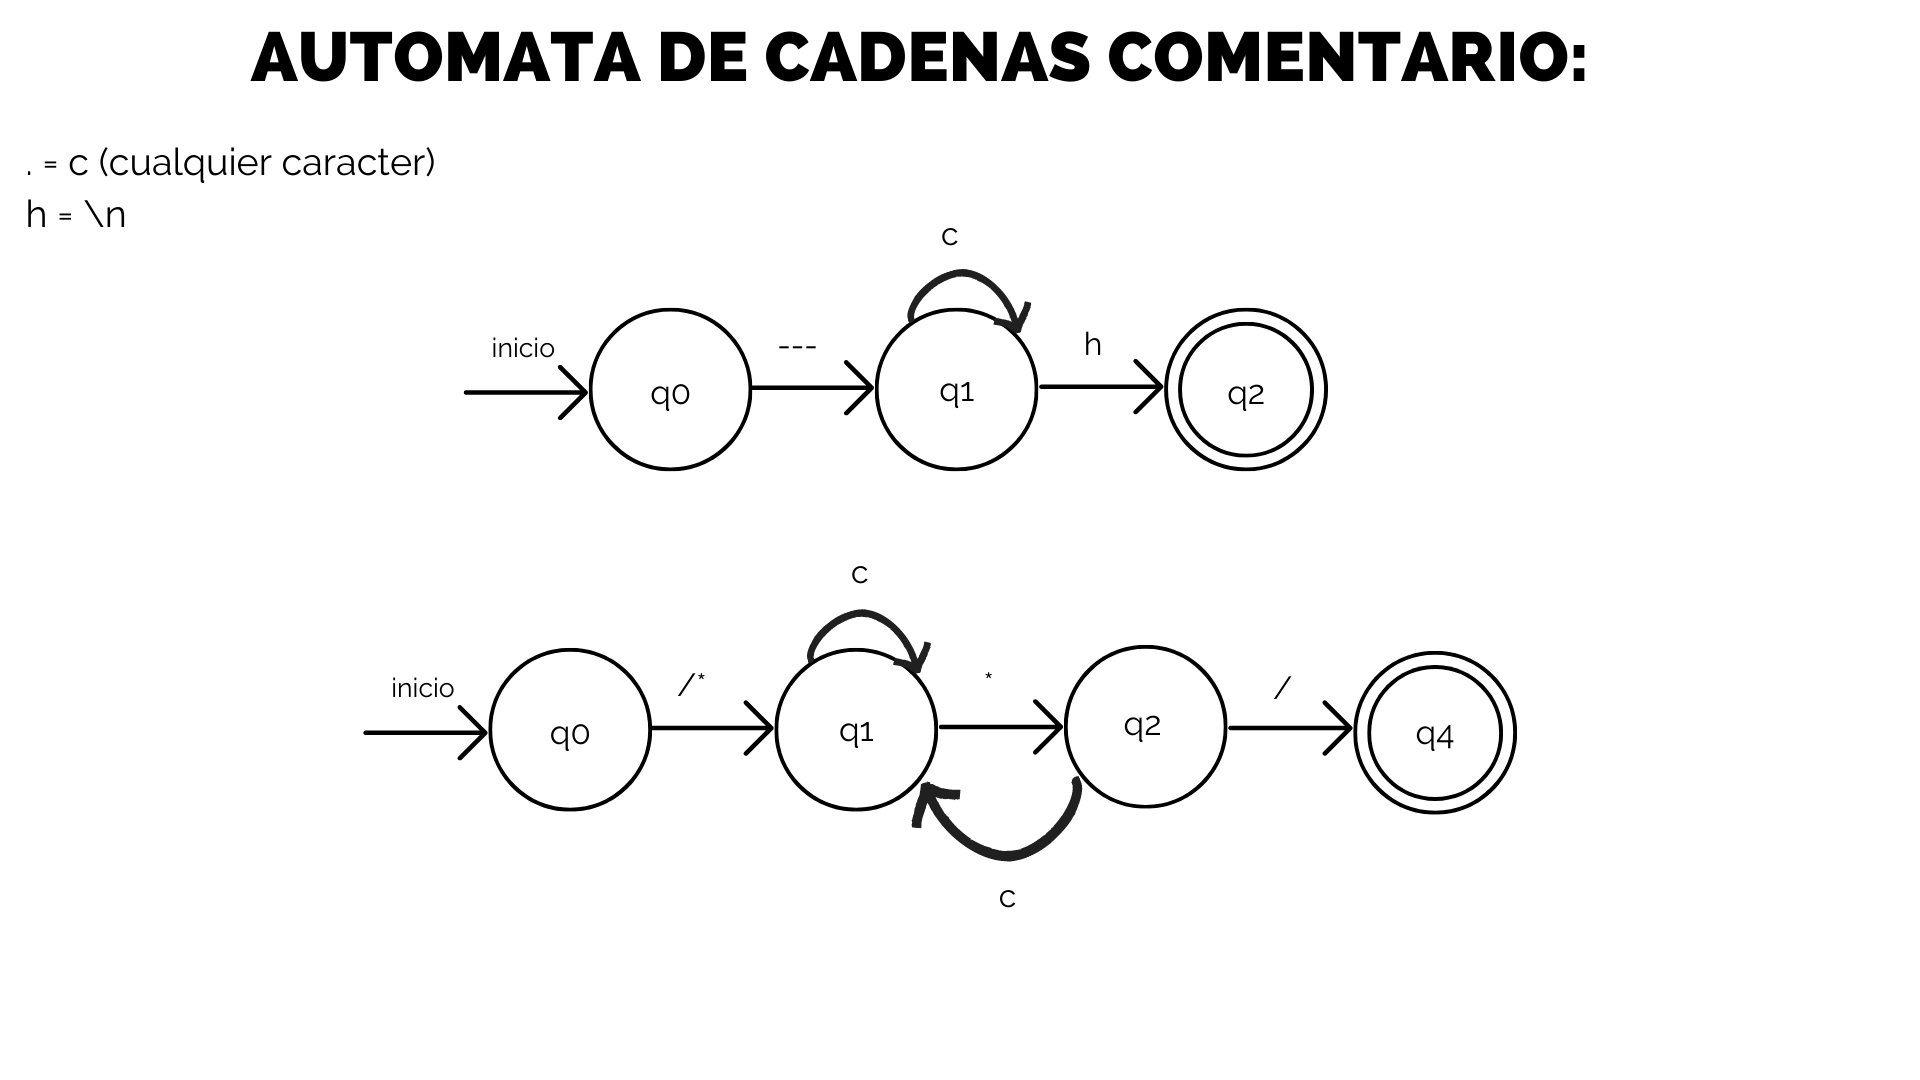 AUTOMATA DE CADENAS COMENTARIO:
. = c (cualquier caracter)
h = \n
c
inicio
---
h
q0
q1
q2
c
inicio
/*
*
/
q0
q1
q2
q4
c